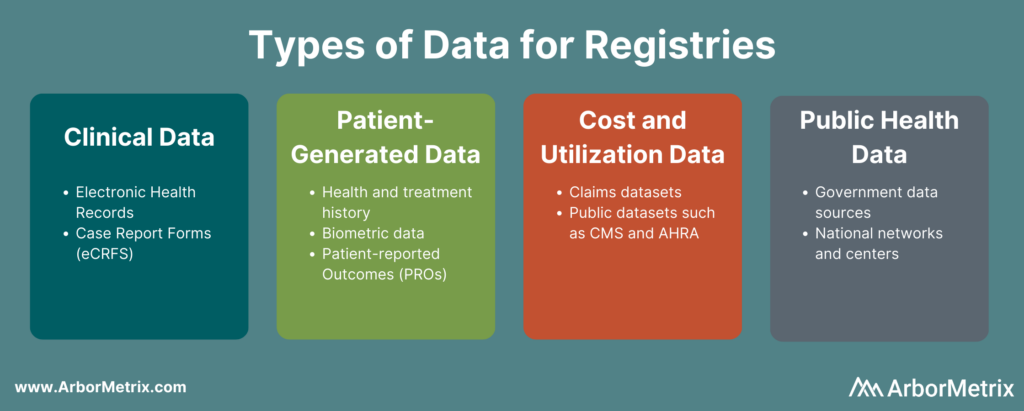 Types of Data for Registries
Clinical Data
• Electronic Health
Records
• Case Report Forms
(eCRFS)
Patient-
Generated Data
• Health and treatment
history
• Biometric data
• Patient-reported
Outcomes (PROs)
Cost and
Utilization Data
• Claims datasets
• Public datasets such
as CMS and AHRA
Public Health
Data
• Government data
sources
• National networks
and centers
www.ArborMetrix.com
ArborMetrix